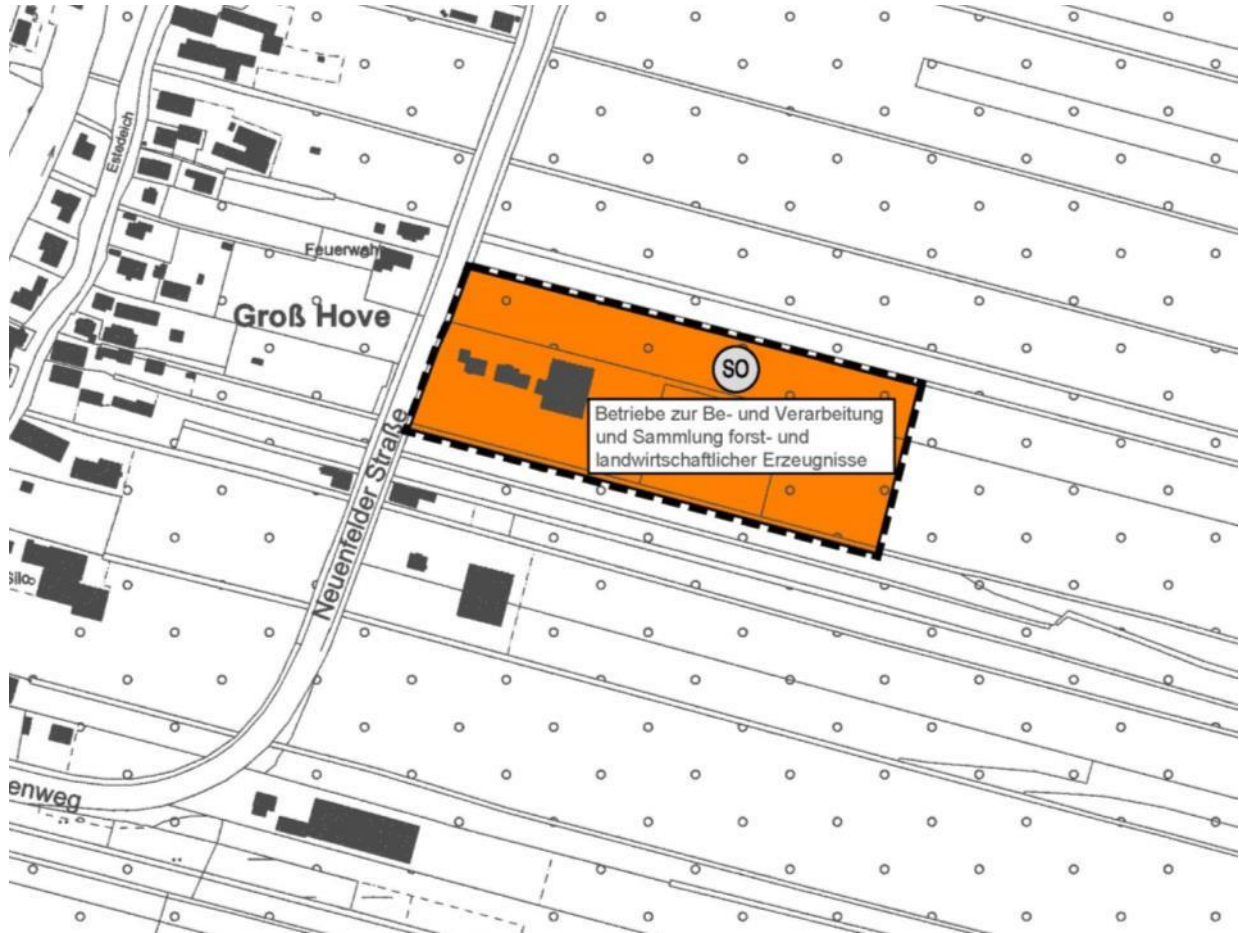 Estedeich
Feuerwehr
Groß Hove
SO
Betriebe zur Be- und Verarbeitung
und Sammlung forst- und
landwirtschaftlicher Erzeugnisse
Neuenfelder Straße
silo
enweg